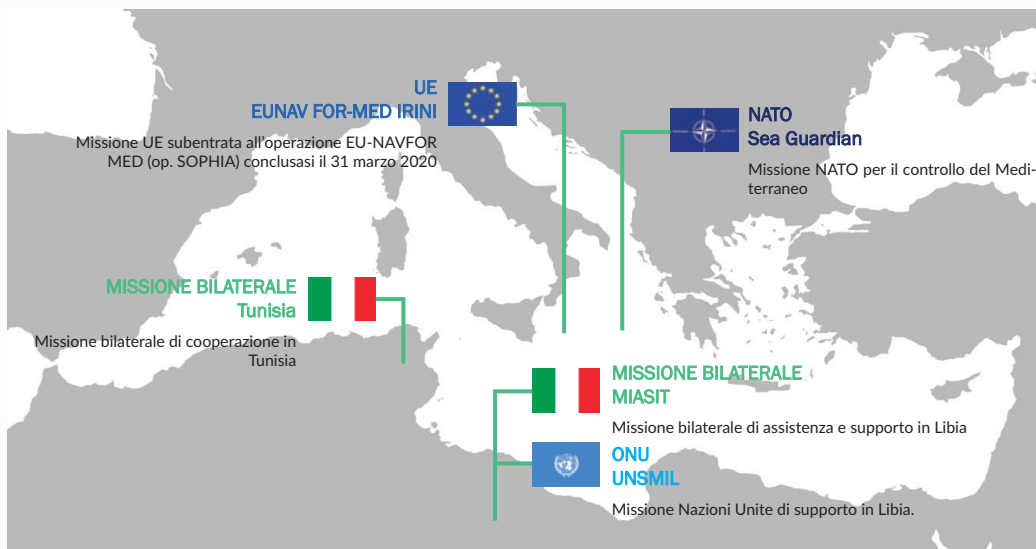 UE
EUNAV FOR-MED IRINI
Missione UE subentrata all'operazione EU-NAVFOR
MED (op. SOPHIA) conclusasi il 31 marzo 2020
NATO
Sea Guardian
Missione NATO per il controllo del Medi-
terraneo
MISSIONE BILATERALE
Tunisia
Missione bilaterale di cooperazione in
Tunisia
MISSIONE BILATERALE
MIASIT
Missione bilaterale di assistenza e supporto in Libia
ONU
UNSMIL
Missione Nazioni Unite di supporto in Libia.